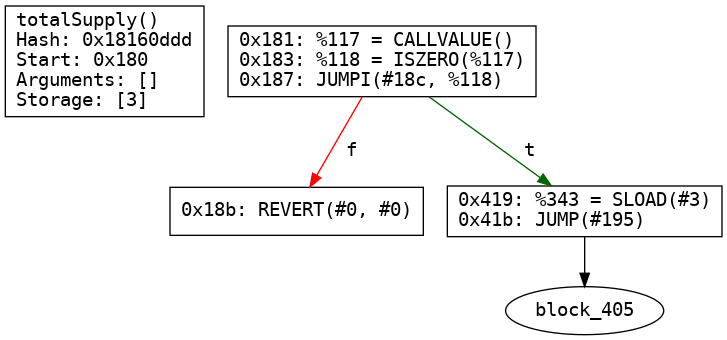 totalSupply()
Hash: 0x18160ddd
Start: 0x180
Arguments: []
Storage: [3]
0x181: %117 = CALLVALUE()
0x183: %118 = ISZERO(%117)
0x187: JUMPI(#18c, %118)
f
t
0x18b: REVERT(#0, #0)
0x419: %343 = SLOAD(#3)
0x41b: JUMP(#195)
block_405